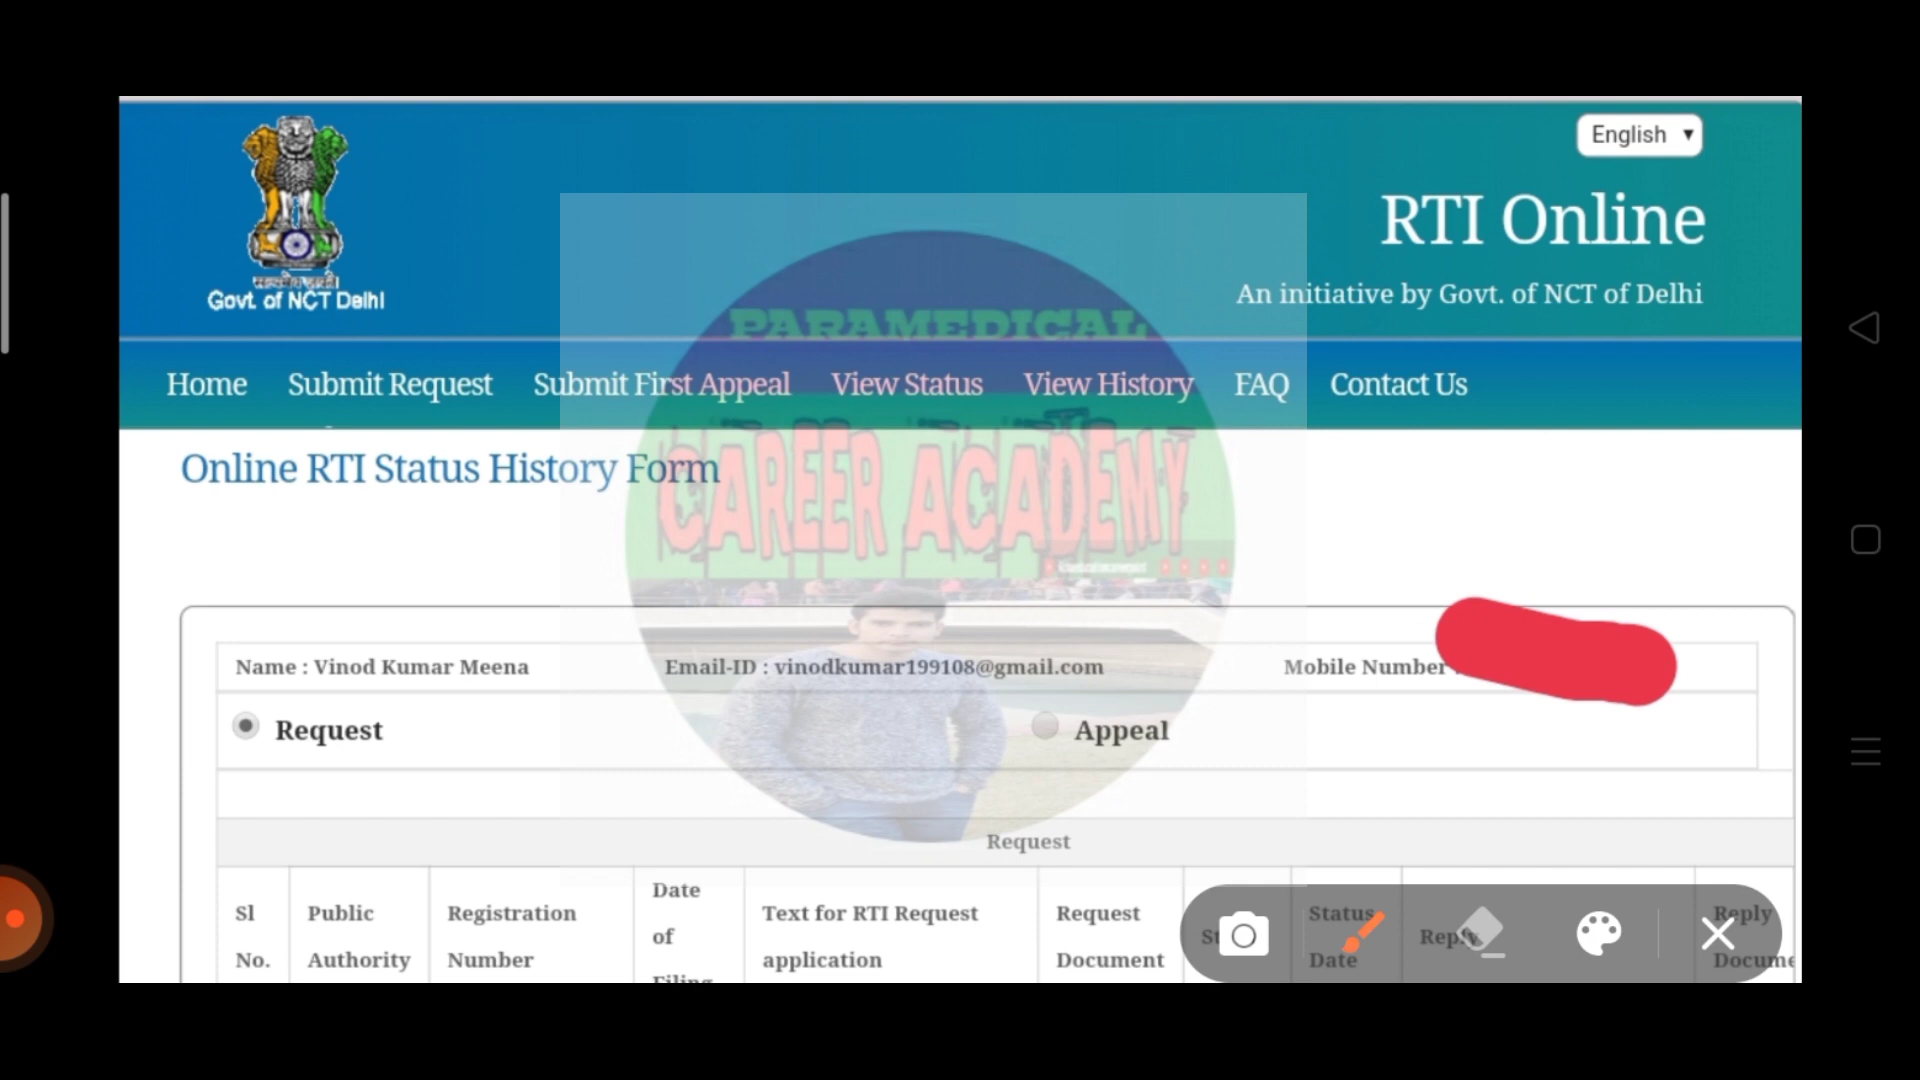 English
RTI Online
An initiative by Govt. of NCT of Delhi
Govt. of NCT Delhi
PARAMEDICAL
Home Submit Request Submit First Appeal View Status View History FAQ Contact Us
CAREER ACADEMY
Online RTI Status History Form
Name : Vinod Kumar Meena Email-ID : vinodkumar199108@gmail.com Mobile Number
Request Appeal
Request
Sl No. Public Authority Registration Number Date of Filing Text for RTI Request application Request Document Status Date Reply Reply